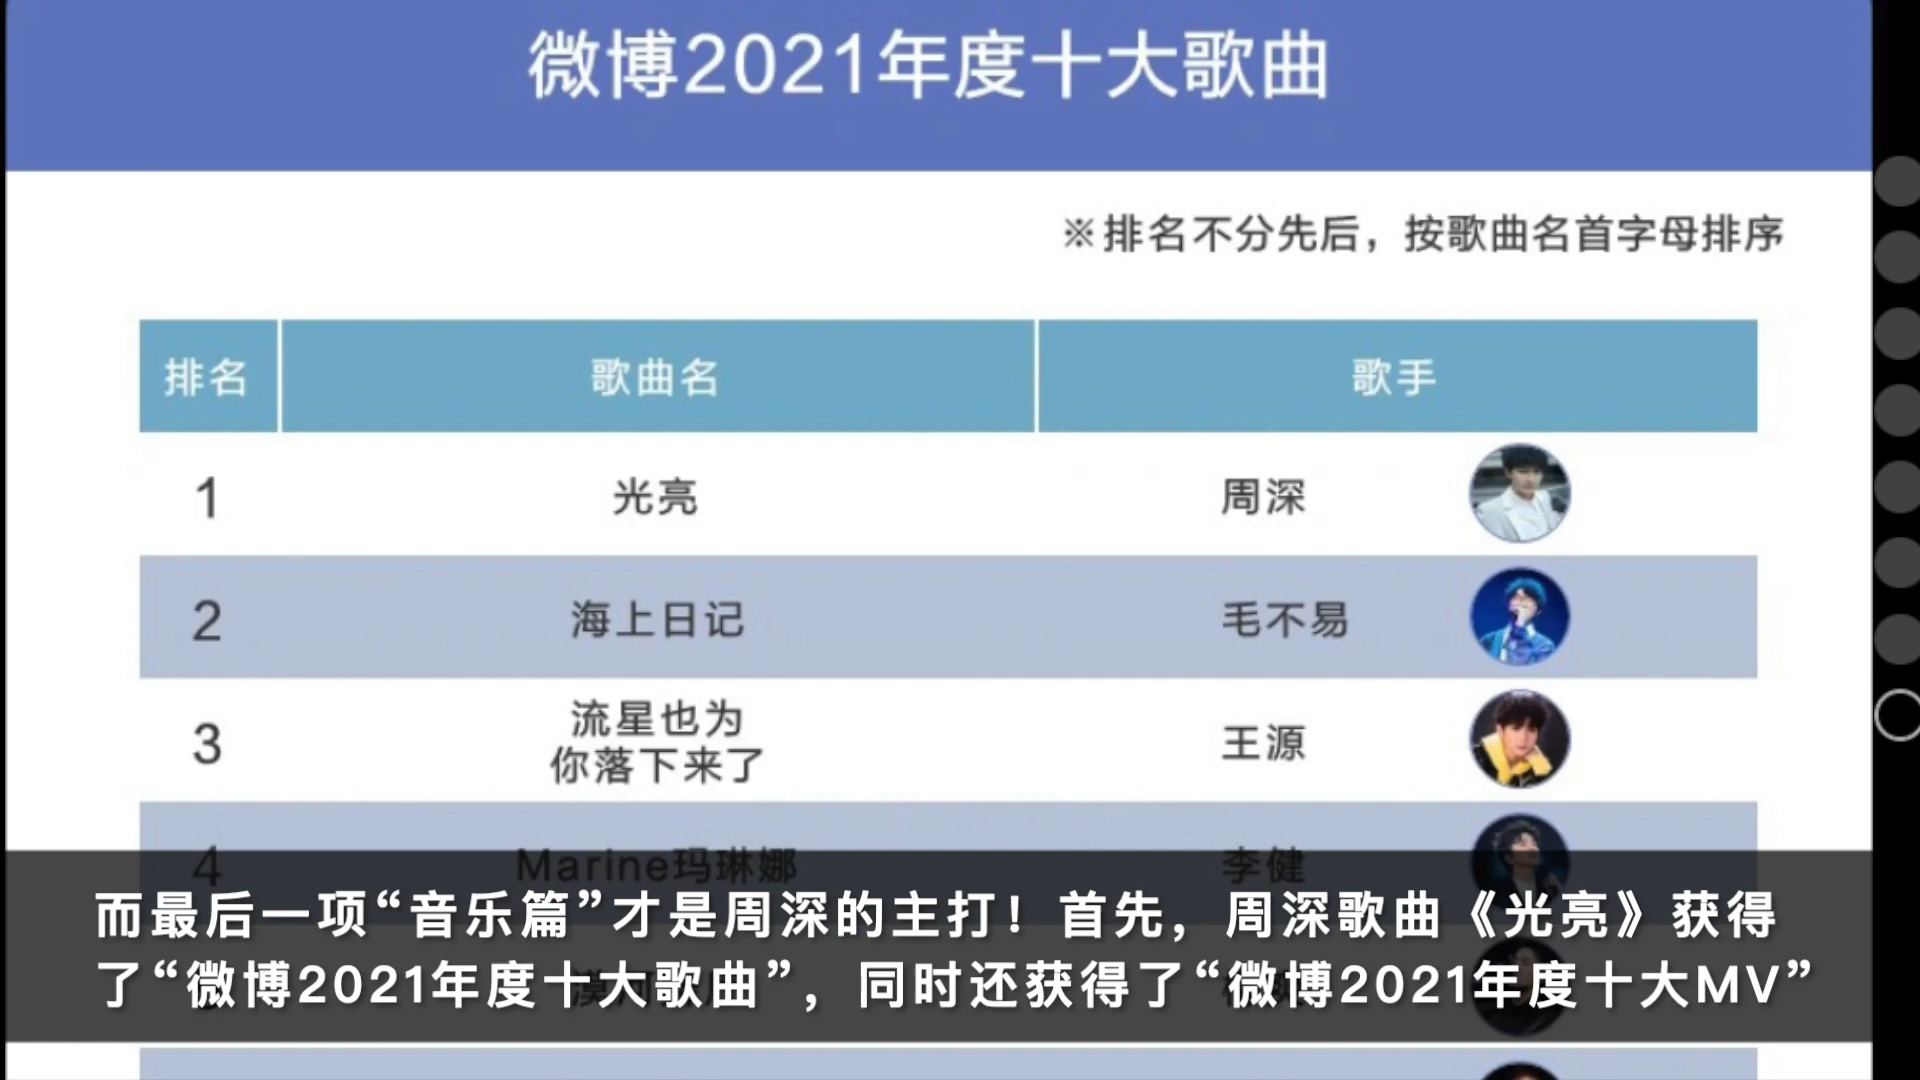 微博2021年度十大歌曲
※排名不分先后，按歌曲名首字母排序
排名 歌曲名 歌手
1 光亮 周深
2 海上日记 毛不易
3 流星也为
你落下来了 王源
4 Marine玛琳娜 李健
而最后一项“音乐篇”才是周深的主打！首先，周深歌曲《光亮》获得
了“微博2021年度十大歌曲”，同时还获得了“微博2021年度十大MV”